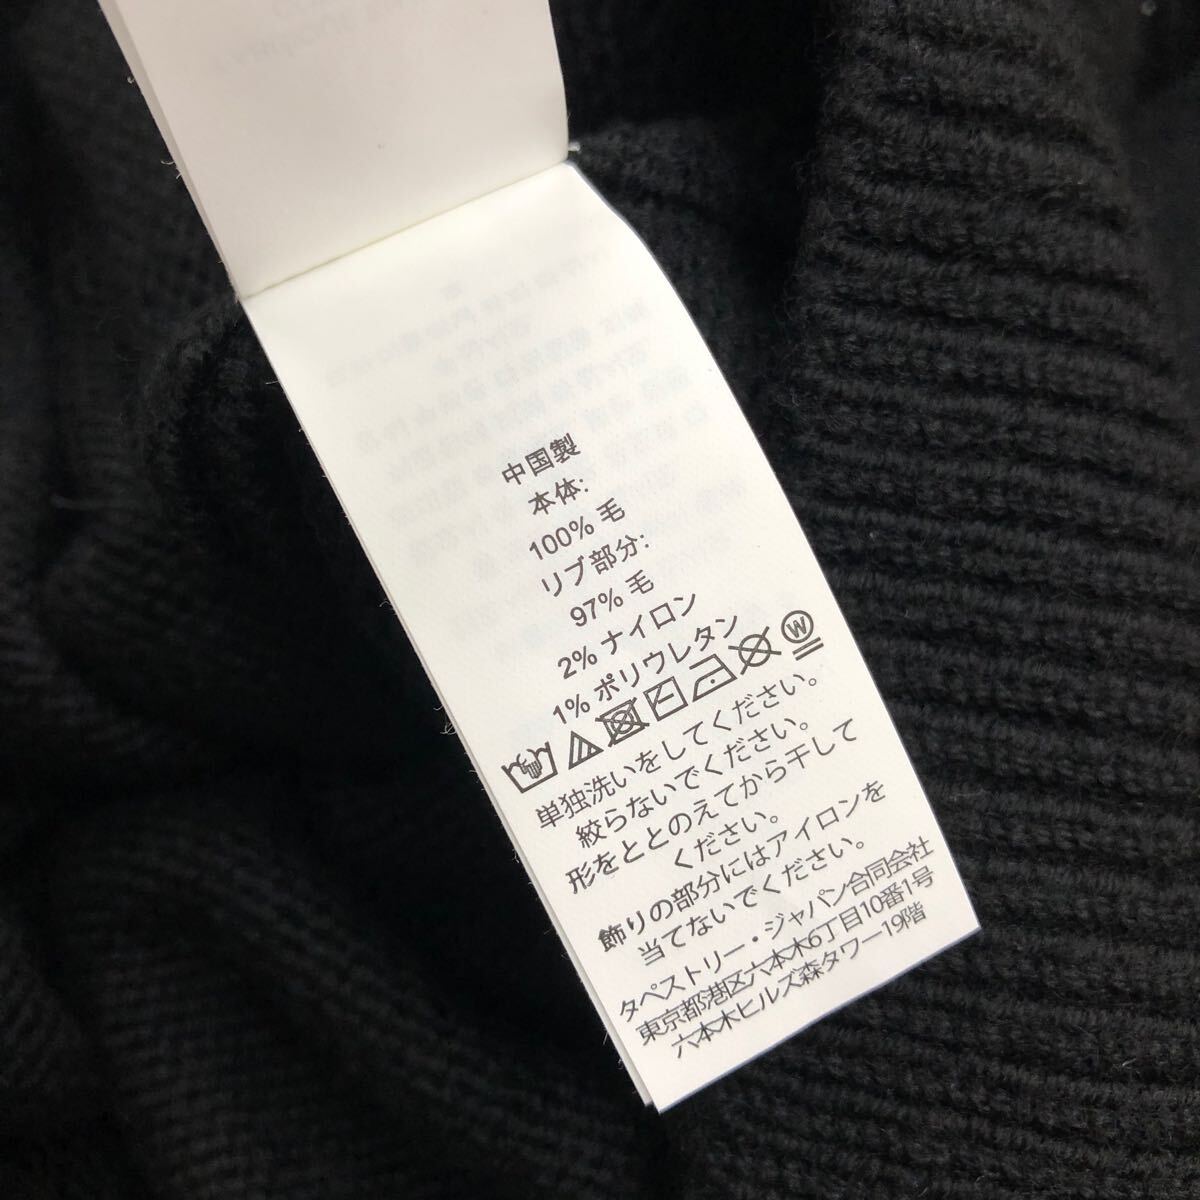 中国製
本体:
100% 毛
リブ部分:
97% 毛
2% ナイロン
1% ポリウレタン
W
単独洗いをしてください。
絞らないでください。
形をととのえてから干して
ください。
飾りの部分にはアイロンを
当てないでください。
タペストリー・ジャパン合同会社
東京都港区六本木6丁目10番1号
六本木ヒルズ森タワー19階